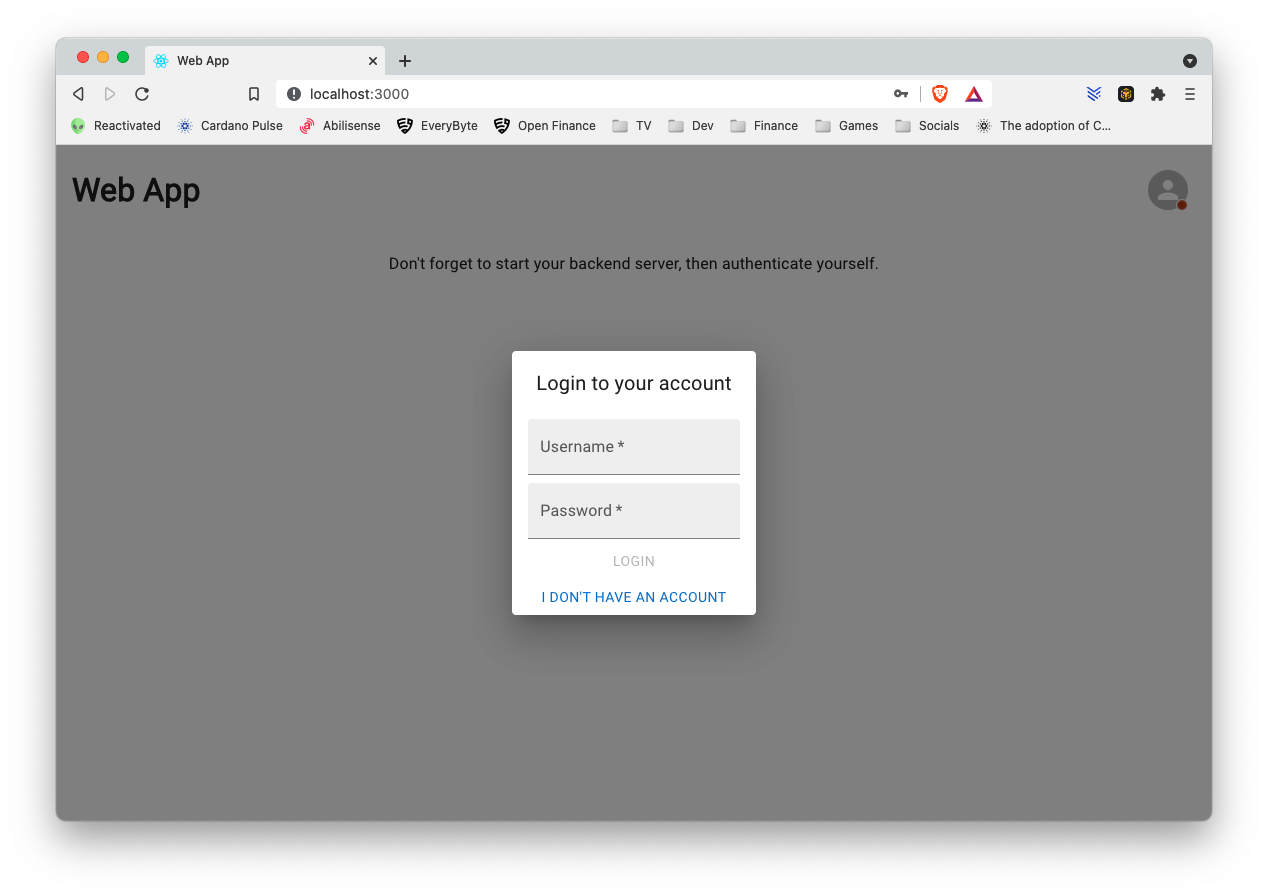 Web App
localhost:3000
Reactivated Cardano Pulse Abilisense EveryByte Open Finance TV Dev Finance Games Socials The adoption of C...
Web App
Don't forget to start your backend server, then authenticate yourself.
Login to your account
Username *
Password *
LOGIN
I DON'T HAVE AN ACCOUNT